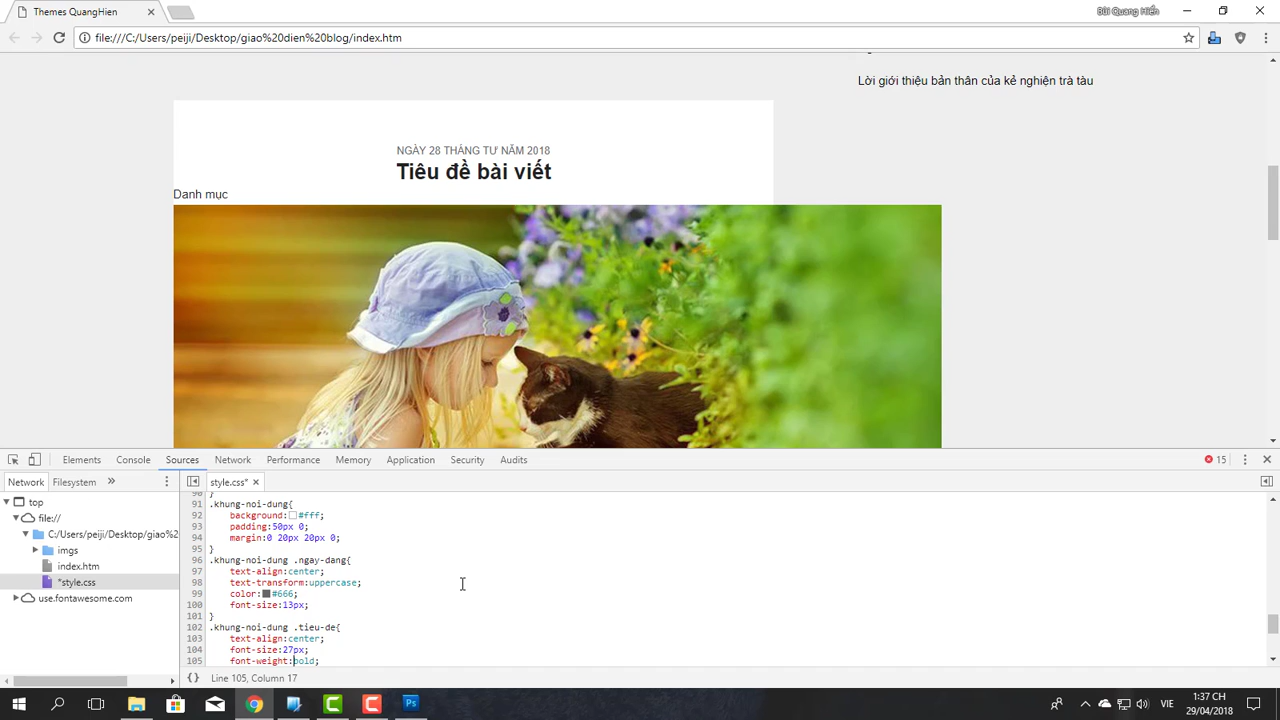 Themes QuangHien
Bùi Quang Hiển
file:///C:/Users/peiji/Desktop/giao%20dien%20blog/index.htm
Lời giới thiệu bản thân của kẻ nghiện trà tàu
NGÀY 28 THÁNG TƯ NĂM 2018
Tiêu đề bài viết
Danh mục
Elements Console Sources Network Performance Memory Application Security Audits 15
Network Filesystem » style.css*
top
file://
C:/Users/peiji/Desktop/giao%2
imgs
index.htm
*style.css
use.fontawesome.com
90 }
91 .khung-noi-dung{
92 background:#fff;
93 padding:50px 0;
94 margin:0 20px 20px 0;
95 }
96 .khung-noi-dung .ngay-dang{
97 text-align:center;
98 text-transform:uppercase;
99 color:#666;
100 font-size:13px;
101 }
102 .khung-noi-dung .tieu-de{
103 text-align:center;
104 font-size:27px;
105 font-weight:bold;
{} Line 105, Column 17
Ps
VIE
1:37 CH
29/04/2018